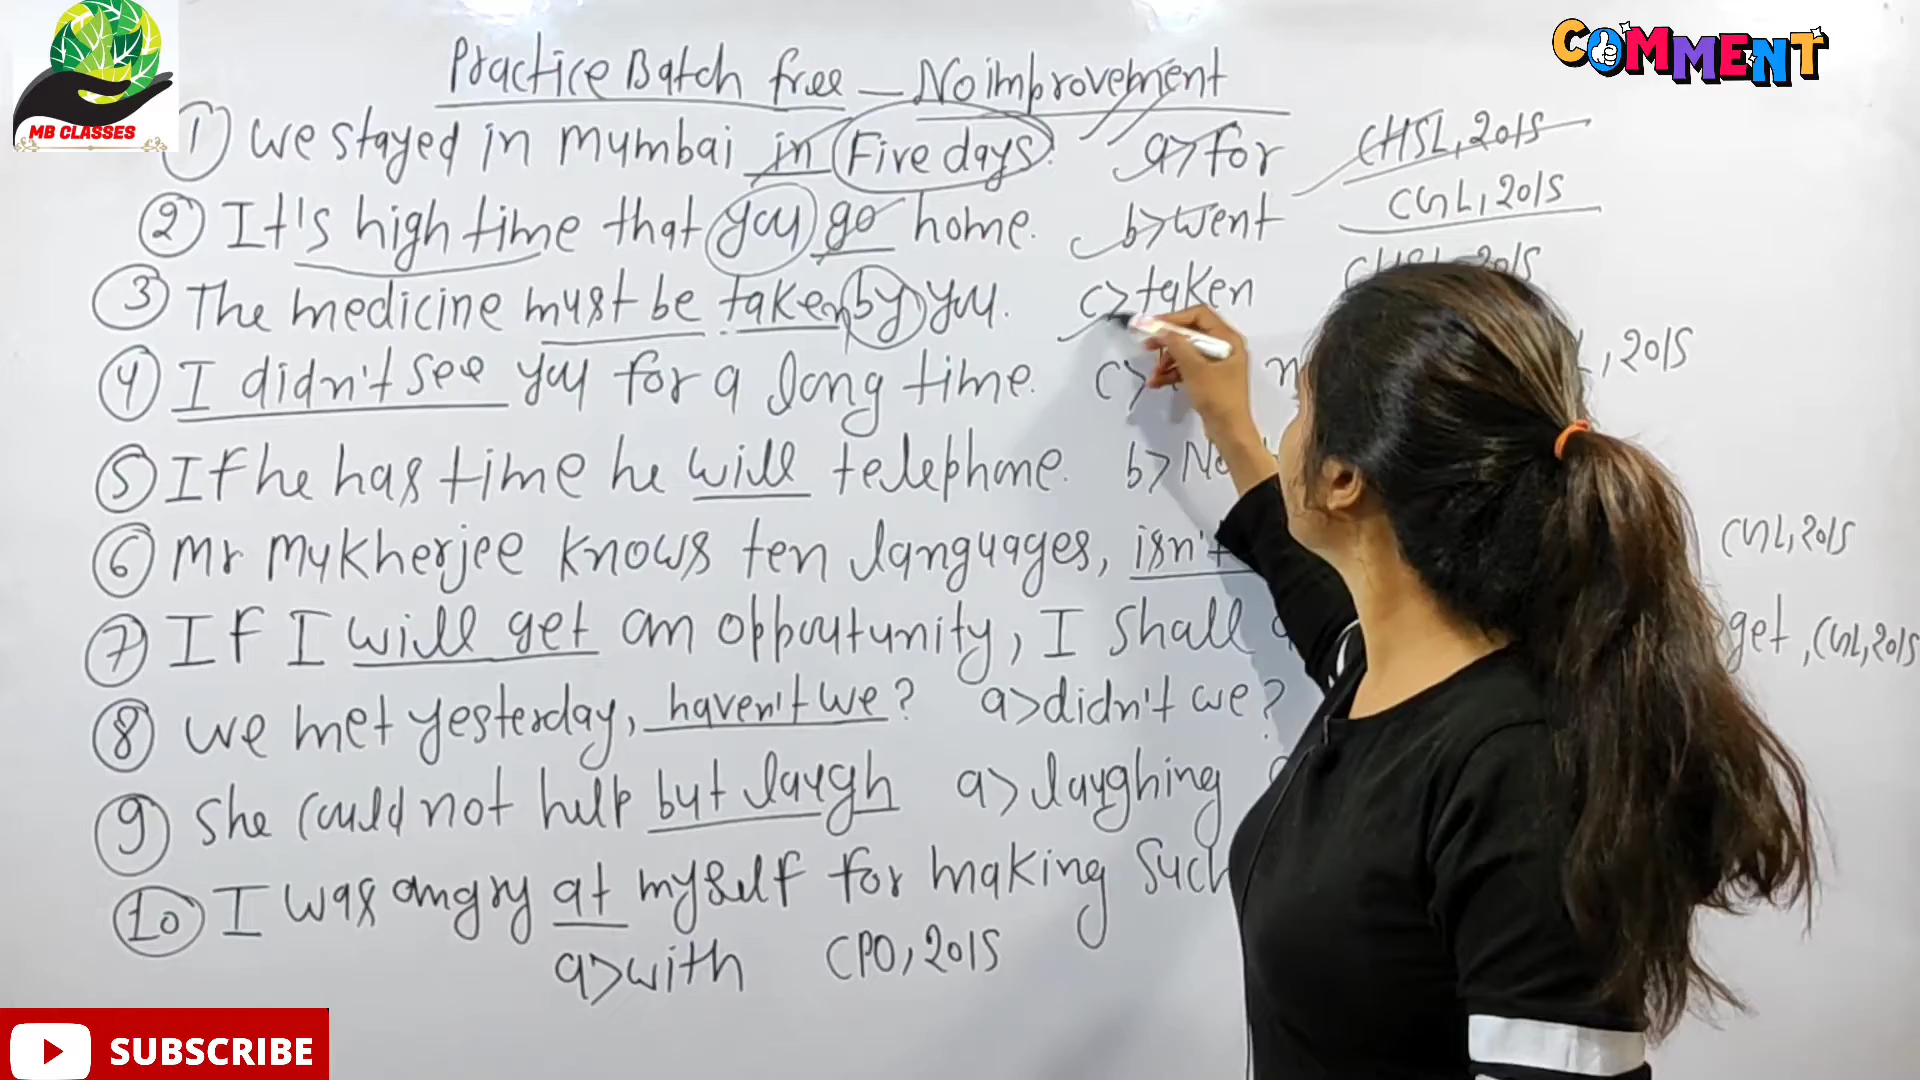 MB CLASSES
COMMENT
Practice Batch free – No improvement
① We stayed in Mumbai in Five days. a> for CHSL, 2015
② It's high time that you go home. b> went CGL, 2015
③ The medicine must be taken by you. c> taken CHSL, 2015
④ I didn't see you for a long time. c> , 2015
⑤ If he has time he will telephone. b>
⑥ Mr Mukherjee knows ten languages, isn't CGL, 2015
⑦ If I will get an opportunity, I shall get, CGL, 2015
⑧ We met yesterday, haven't we? a> didn't we?
⑨ She could not help but laugh a> laughing
⑩ I was angry at myself for making such
a> with CPO, 2015
SUBSCRIBE